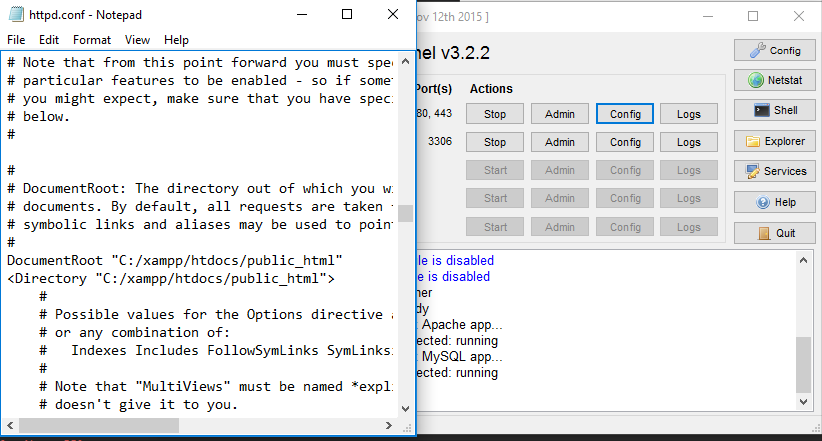 httpd.conf - Notepad
File Edit Format View Help
# Note that from this point forward you must spe
# particular features to be enabled - so if some
# you might expect, make sure that you have spec
# below.
#
#
# DocumentRoot: The directory out of which you w
# documents. By default, all requests are taken
# symbolic links and aliases may be used to poin
#
DocumentRoot "C:/xampp/htdocs/public_html"
<Directory "C:/xampp/htdocs/public_html">
#
# Possible values for the Options directive a
# or any combination of:
# Indexes Includes FollowSymLinks SymLinks
#
# Note that "MultiViews" must be named *expli
# doesn't give it to you.
ov 12th 2015 ]
nel v3.2.2
Port(s) Actions
80, 443 Stop Admin Config Logs
3306 Stop Admin Config Logs
Start Admin Config Logs
Start Admin Config Logs
Start Admin Config Logs
Config
Netstat
Shell
Explorer
Services
Help
Quit
le is disabled
e is disabled
ner
dy
Apache app...
ected: running
MySQL app...
ected: running